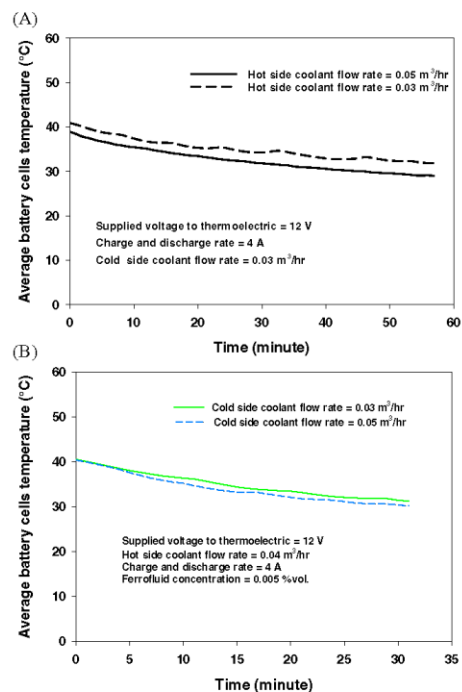 (A)
60
50
40
30
20
10
0
Average battery cells temperature (°C)
Hot side coolant flow rate = 0.05 m³/hr
Hot side coolant flow rate = 0.03 m³/hr
Supplied voltage to thermoelectric = 12 V
Charge and discharge rate = 4 A
Cold side coolant flow rate = 0.03 m³/hr
0 10 20 30 40 50 60
Time (minute)
(B)
60
50
40
30
20
10
0
Average battery cells temperature (°C)
Cold side coolant flow rate = 0.03 m³/hr
Cold side coolant flow rate = 0.05 m³/hr
Supplied voltage to thermoelectric = 12 V
Hot side coolant flow rate = 0.04 m³/hr
Charge and discharge rate = 4 A
Ferrofluid concentration = 0.005 %vol.
0 5 10 15 20 25 30 35
Time (minute)